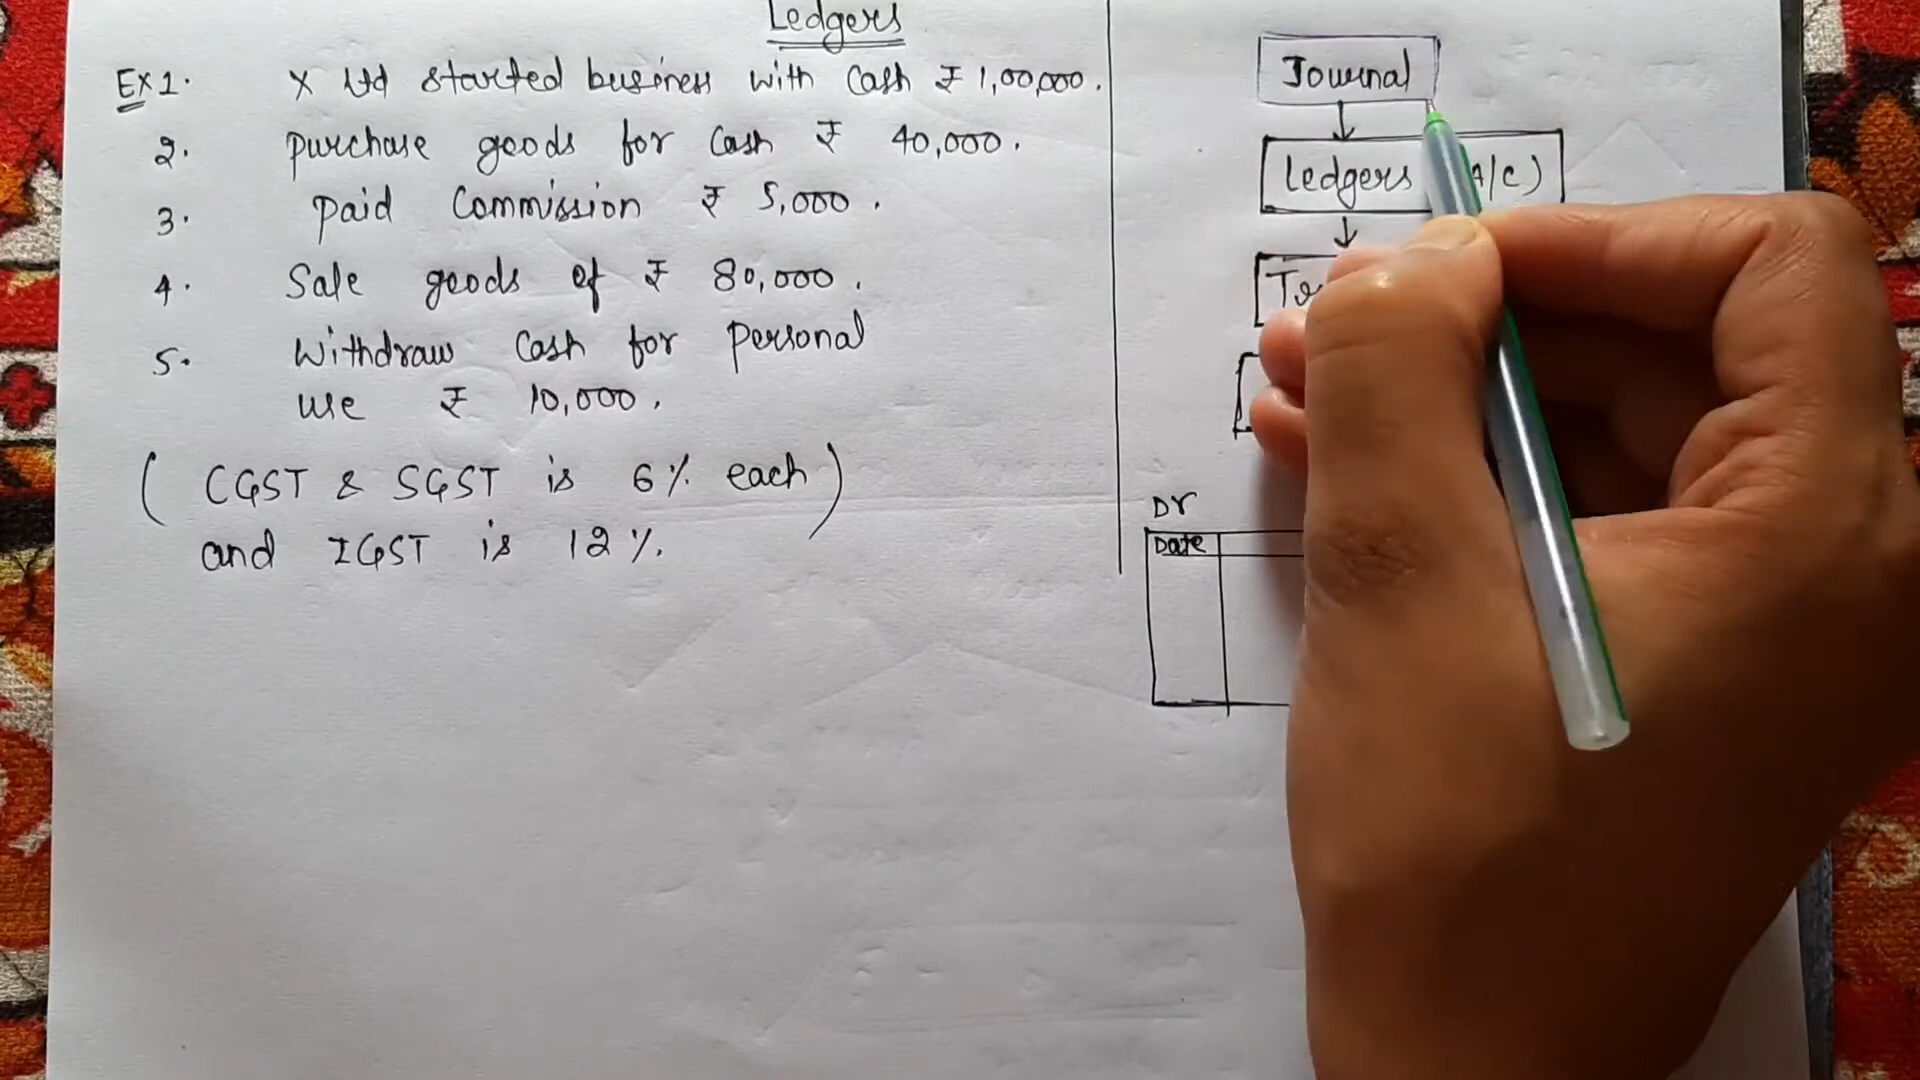 Ledgers
Ex 1. X Ltd started business with Cash ₹ 1,00,000.
2. purchase goods for Cash ₹ 40,000.
3. paid Commission ₹ 5,000.
4. Sale goods of ₹ 80,000.
5. Withdraw Cash for personal
use ₹ 10,000.
( CGST & SGST is 6% each )
and IGST is 12%.
Journal
Ledgers A/C)
Dr
Date